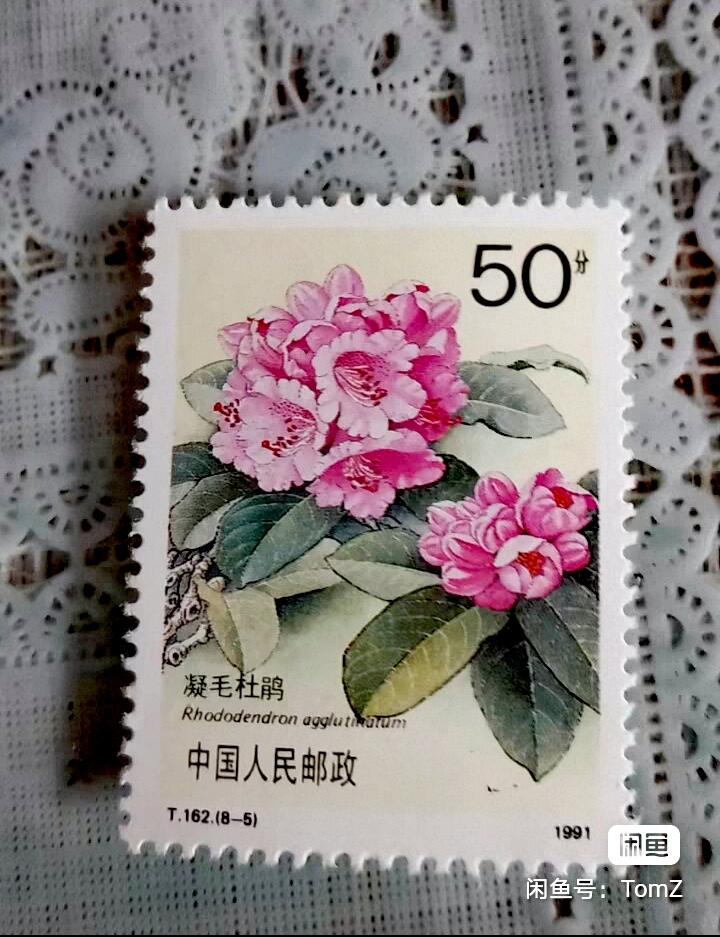 50分
凝毛杜鹃
Rhododendron agglutinatum
中国人民邮政
T.162.(8-5)
1991
闲鱼
闲鱼号：TomZ